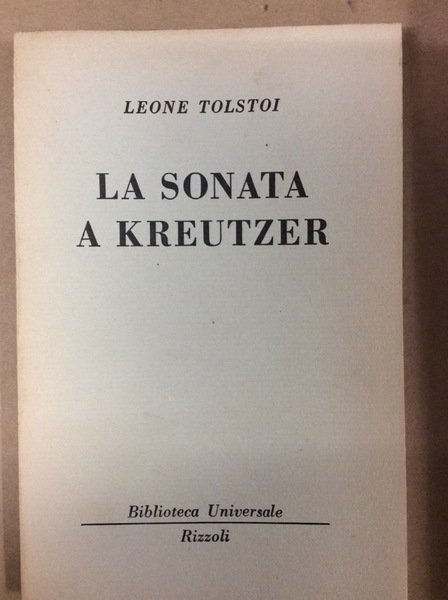 LEONE TOLSTOI
LA SONATA
A KREUTZER
Biblioteca Universale
Rizzoli